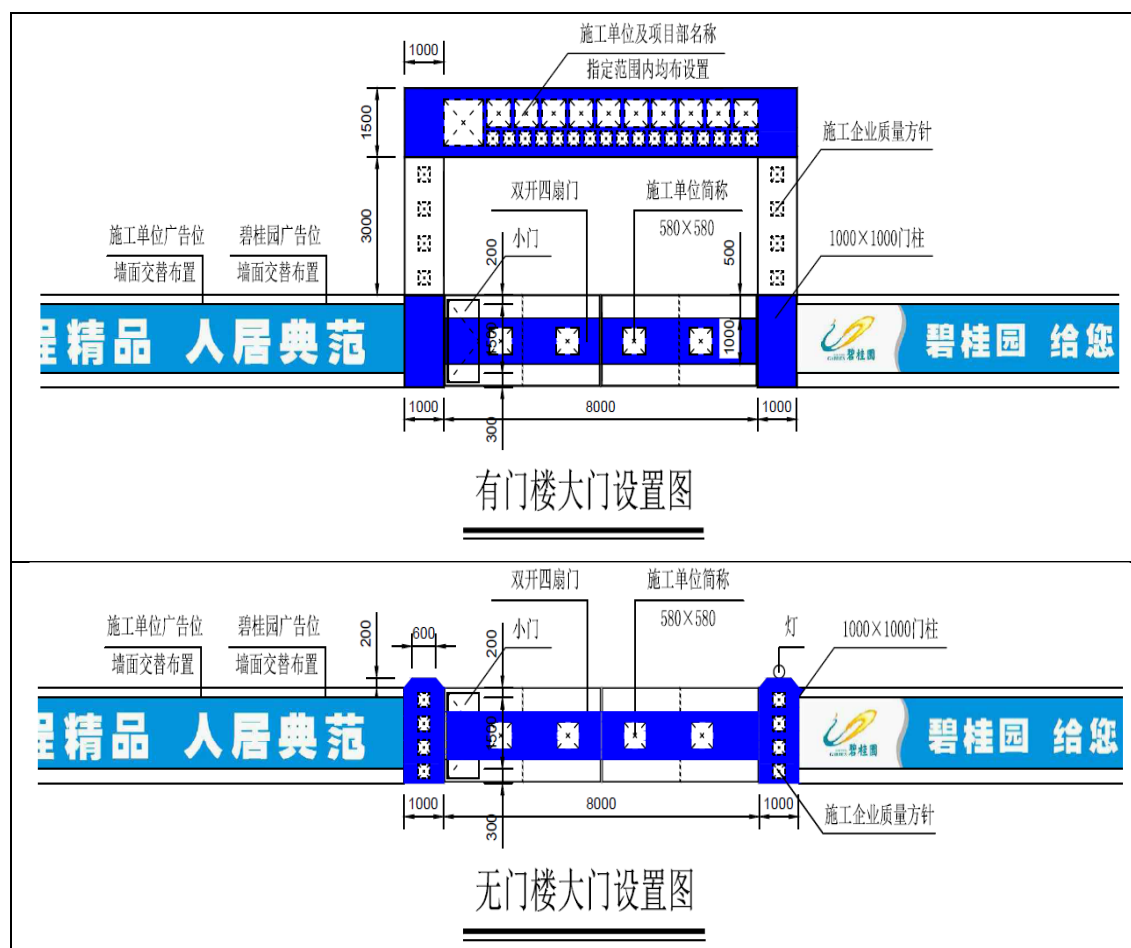 施工单位及项目部名称
1000
指定范围内均布设置
1500
施工企业质量方针
双开四扇门
施工单位简称
3000
580×580
施工单位广告位
碧桂园广告位
小门
200
500
1000×1000门柱
墙面交替布置
墙面交替布置
程精品 人居典范
1000
碧桂园
碧桂园 给您
1000
8000
1000
300
有门楼大门设置图
双开四扇门
施工单位简称
施工单位广告位
碧桂园广告位
200
600
小门
200
580×580
灯
1000×1000门柱
墙面交替布置
墙面交替布置
程精品 人居典范
碧桂园
碧桂园 给您
1000
8000
1000
300
施工企业质量方针
无门楼大门设置图